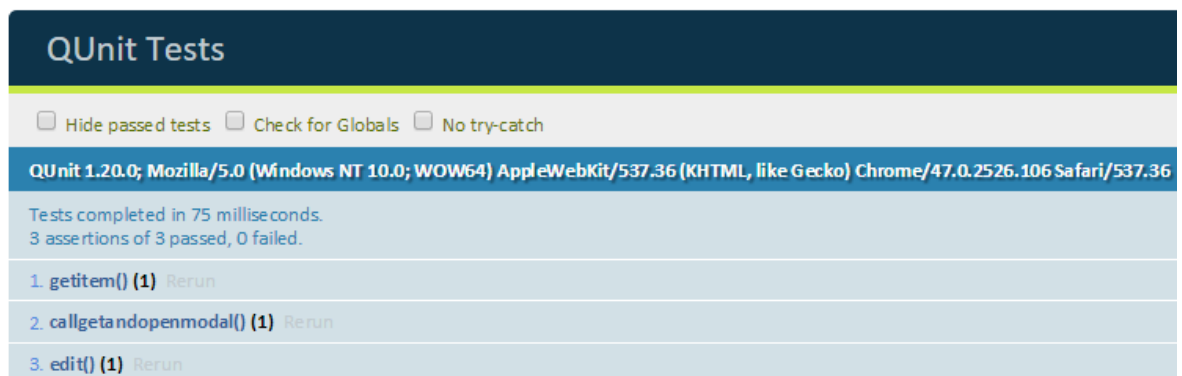 QUnit Tests
Hide passed tests Check for Globals No try-catch
QUnit 1.20.0; Mozilla/5.0 (Windows NT 10.0; WOW64) AppleWebKit/537.36 (KHTML, like Gecko) Chrome/47.0.2526.106 Safari/537.36
Tests completed in 75 milliseconds.
3 assertions of 3 passed, 0 failed.
1. getitem() (1) Rerun
2. callgetandopenmodal() (1) Rerun
3. edit() (1) Rerun